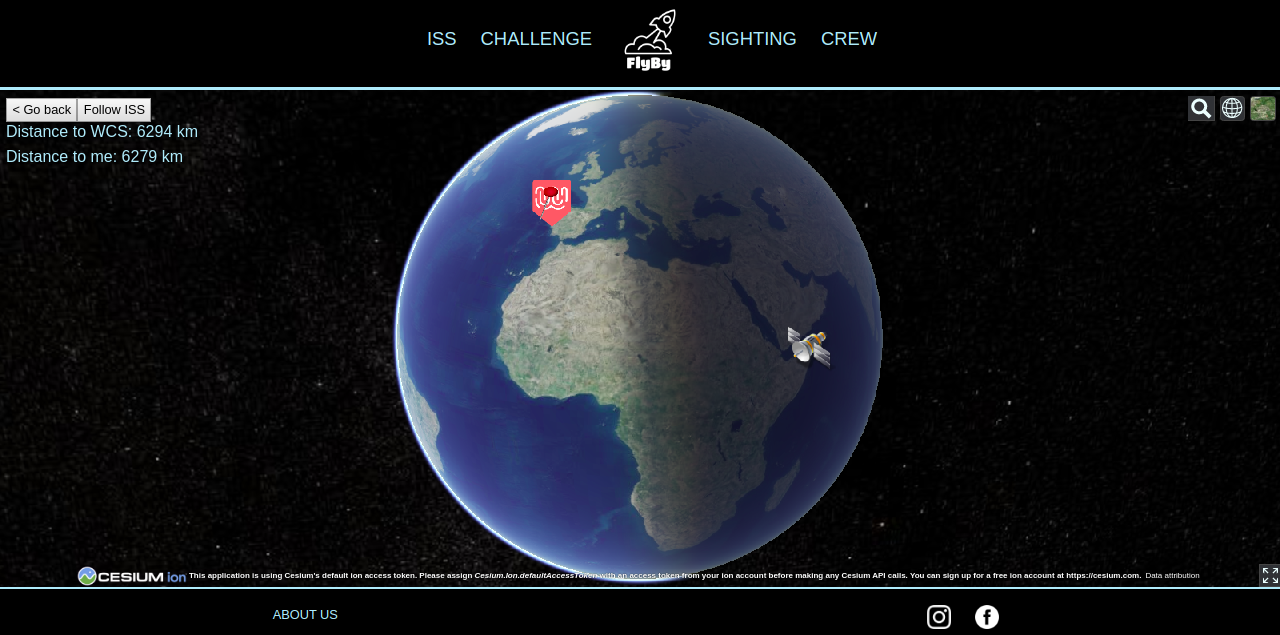 ISS CHALLENGE FlyBy SIGHTING CREW
< Go back Follow ISS
Distance to WCS: 6294 km
Distance to me: 6279 km
CESIUM ion This application is using Cesium's default ion access token. Please assign Cesium.Ion.defaultAccessToken with an access token from your ion account before making any Cesium API calls. You can sign up for a free ion account at https://cesium.com. Data attribution
ABOUT US